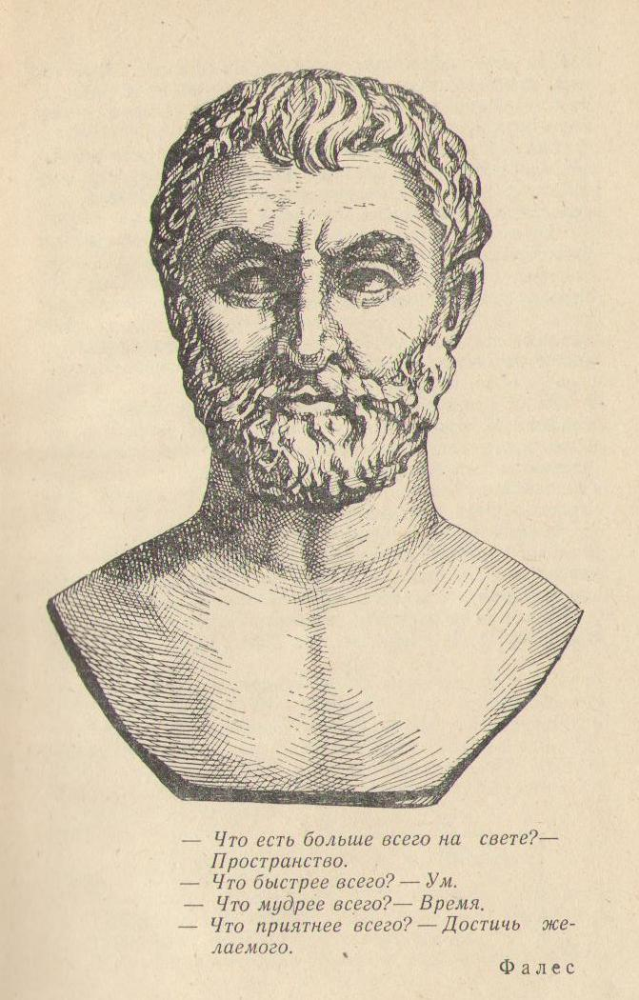 — Что есть больше всего на свете?—
Пространство.
— Что быстрее всего? — Ум.
— Что мудрее всего?— Время.
— Что приятнее всего? — Достичь же-
лаемого.
Фалес